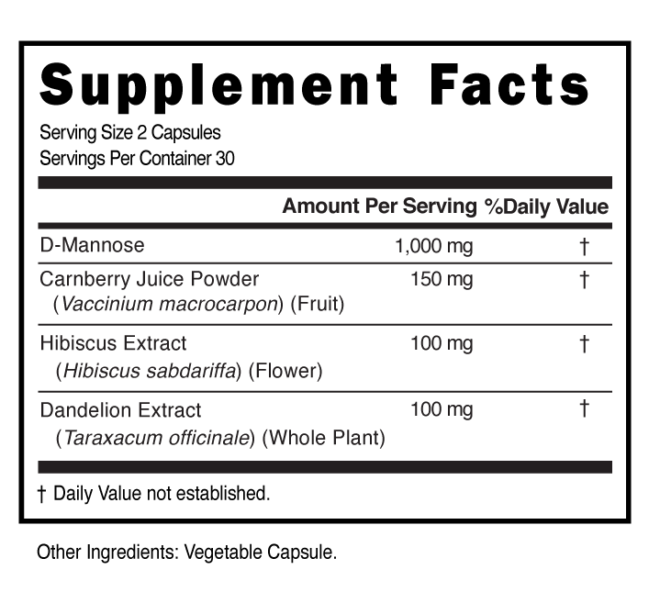 Supplement Facts
Serving Size 2 Capsules
Servings Per Container 30
Amount Per Serving %Daily Value
D-Mannose 1,000 mg †
Carnberry Juice Powder 150 mg †
(Vaccinium macrocarpon) (Fruit)
Hibiscus Extract 100 mg †
(Hibiscus sabdariffa) (Flower)
Dandelion Extract 100 mg †
(Taraxacum officinale) (Whole Plant)
† Daily Value not established.
Other Ingredients: Vegetable Capsule.